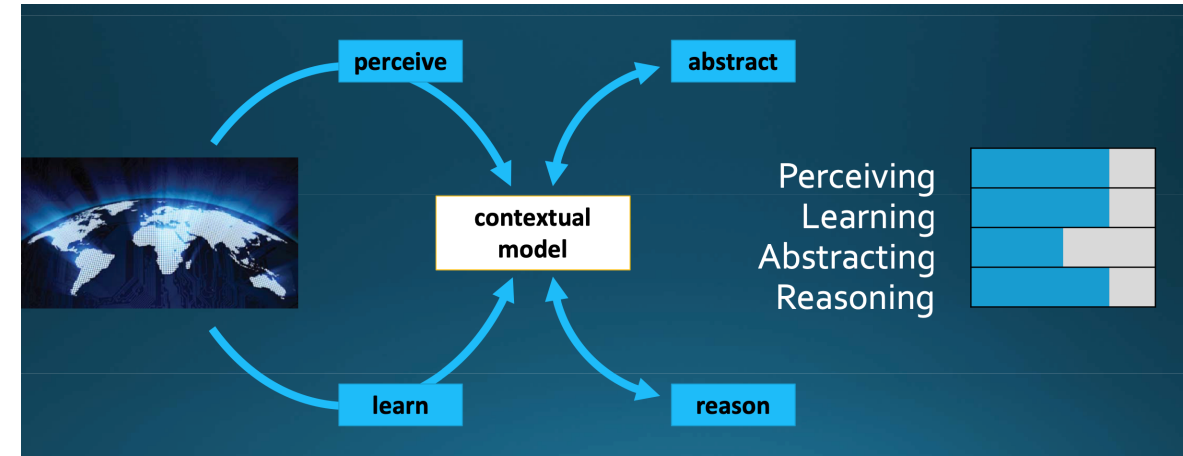 perceive
abstract
contextual
model
learn
reason
Perceiving
Learning
Abstracting
Reasoning